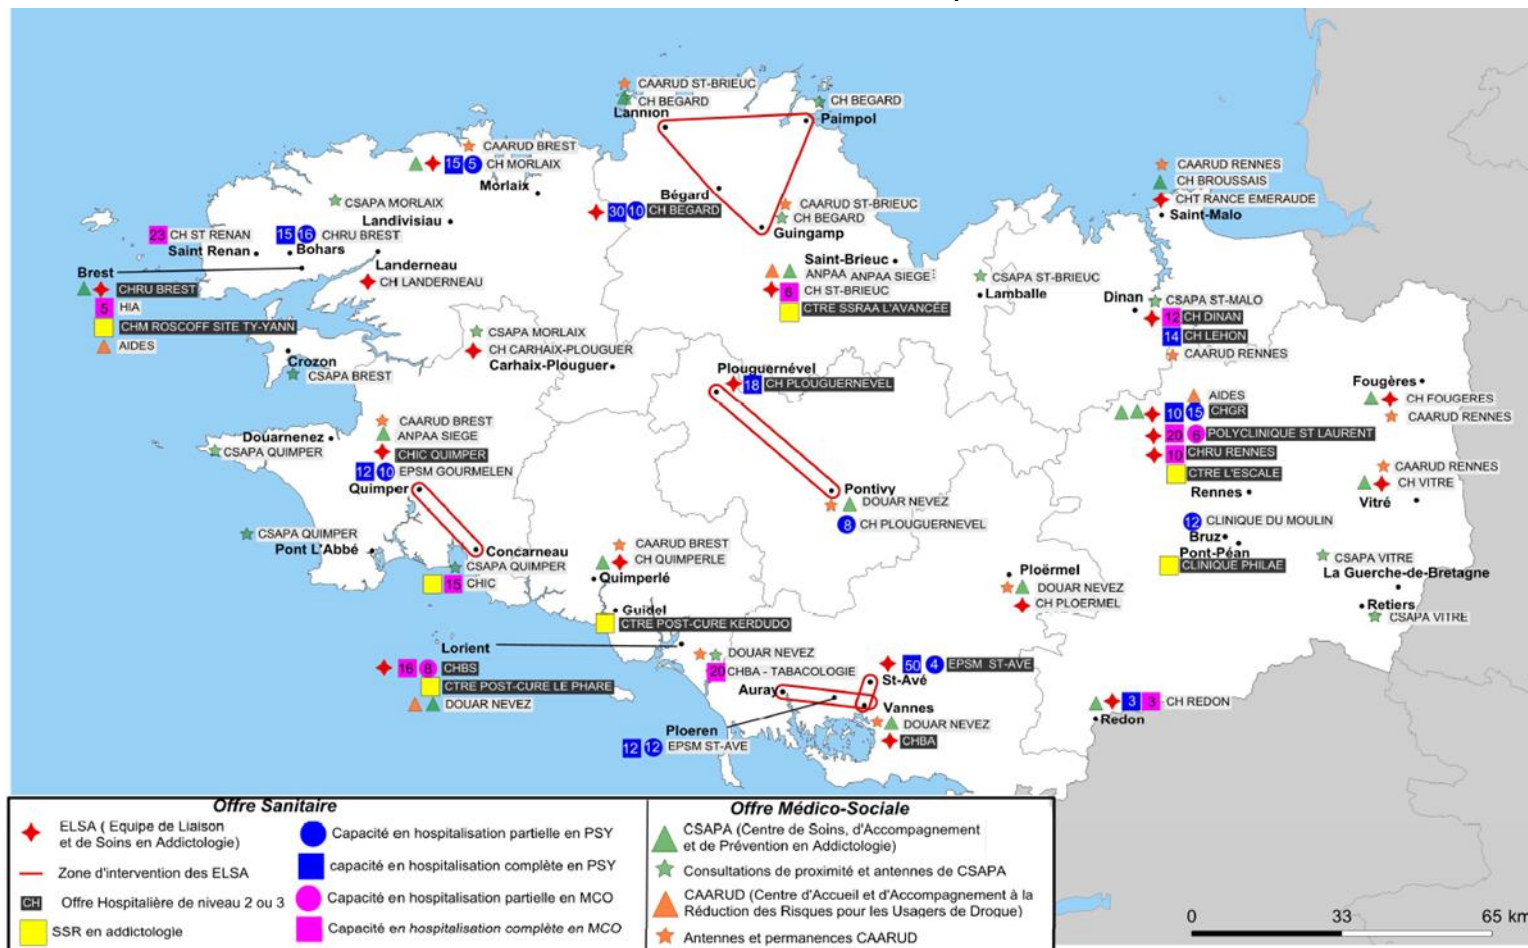 CAARUD ST-BRIEUC
CH BEGARD
Lannion
CH BEGARD
Paimpol
CAARUD BREST
15 5 CH MORLAIX
Morlaix
CAARUD RENNES
CH BROUSSAIS
CHT RANCE EMERAUDE
Saint-Malo
Bégard
30 10 CH BEGARD
CAARUD ST-BRIEUC
CH BEGARD
Guingamp
CSAPA MORLAIX
Landivisiau
23 CH ST RENAN
Saint Renan
15 16 CHRU BREST
Bohars
Landerneau
CH LANDERNEAU
Brest
CHRU BREST
5 HIA
CHM ROSCOFF SITE TY-YANN
AIDES
Saint-Brieuc
ANPAA ANPAA SIEGE
6 CH ST-BRIEUC
CTRE SSRAA L'AVANCÉE
CSAPA ST-BRIEUC
Lamballe
Dinan
CSAPA ST-MALO
12 CH DINAN
14 CH LEHON
CAARUD RENNES
Crozon
CSAPA BREST
CSAPA MORLAIX
CH CARHAIX-PLOUGUER
Carhaix-Plouguer
Plouguernével
18 CH PLOUGUERNEVEL
Fougères
CH FOUGERES
CAARUD RENNES
AIDES
10 15 CHGR
20 6 POLYCLINIQUE ST LAURENT
10 CHRU RENNES
CTRE L'ESCALE
Rennes
CAARUD RENNES
CH VITRE
Vitré
Douarnenez
CSAPA QUIMPER
CAARUD BREST
ANPAA SIEGE
CHIC QUIMPER
12 10 EPSM GOURMELEN
Quimper
Pontivy
DOUAR NEVEZ
8 CH PLOUGUERNEVEL
12 CLINIQUE DU MOULIN
Bruz
Pont-Péan
CLINIQUE PHILAE
CSAPA VITRE
La Guerche-de-Bretagne
Retiers
CSAPA VITRE
CSAPA QUIMPER
Pont L'Abbé
Concarneau
CSAPA QUIMPER
15 CHIC
CAARUD BREST
CH QUIMPERLE
Quimperlé
Guidel
CTRE POST-CURE KERDUDO
Ploërmel
DOUAR NEVEZ
CH PLOERMEL
Lorient
16 8 CHBS
CTRE POST-CURE LE PHARE
DOUAR NEVEZ
DOUAR NEVEZ
20 CHBA - TABACOLOGIE
Auray
50 4 EPSM ST-AVE
St-Avé
Vannes
DOUAR NEVEZ
CHBA
Ploeren
12 12 EPSM ST-AVE
3 3 CH REDON
Redon
Offre Sanitaire
ELSA ( Equipe de Liaison
et de Soins en Addictologie)
Zone d'intervention des ELSA
CH Offre Hospitalière de niveau 2 ou 3
SSR en addictologie
Capacité en hospitalisation partielle en PSY
capacité en hospitalisation complète en PSY
Capacité en hospitalisation partielle en MCO
Capacité en hospitalisation complète en MCO
Offre Médico-Sociale
CSAPA (Centre de Soins, d'Accompagnement
et de Prévention en Addictologie)
Consultations de proximité et antennes de CSAPA
CAARUD (Centre d'Accueil et d'Accompagnement à la
Réduction des Risques pour les Usagers de Drogue)
Antennes et permanences CAARUD
0 33 65 km